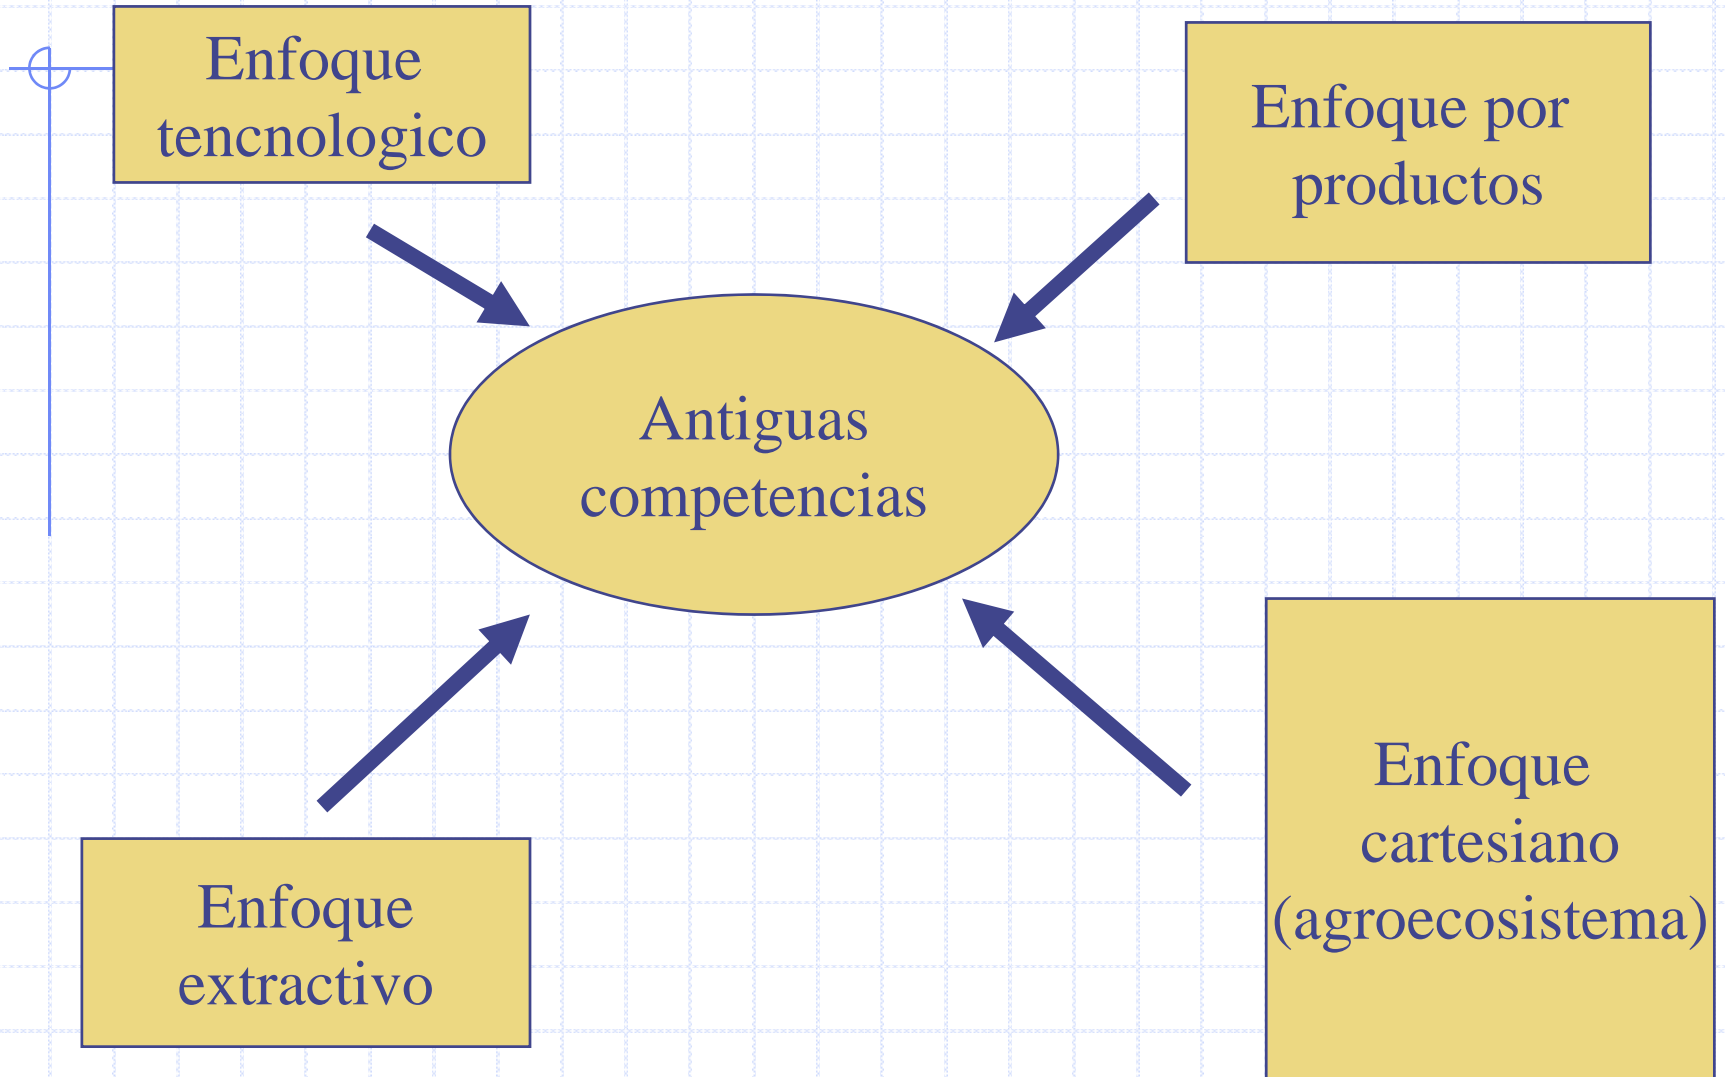 Enfoque
tencnologico
Enfoque por
productos
Antiguas
competencias
Enfoque
extractivo
Enfoque
cartesiano
(agroecosistema)